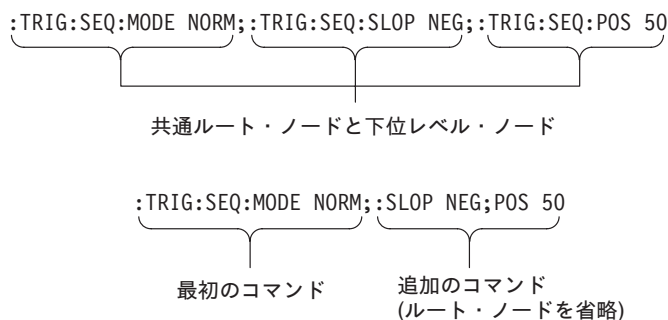 :TRIG:SEQ:MODE NORM;:TRIG:SEQ:SLOP NEG;:TRIG:SEQ:POS 50
共通ルート・ノードと下位レベル・ノード
:TRIG:SEQ:MODE NORM;:SLOP NEG;POS 50
最初のコマンド
追加のコマンド
(ルート・ノードを省略)